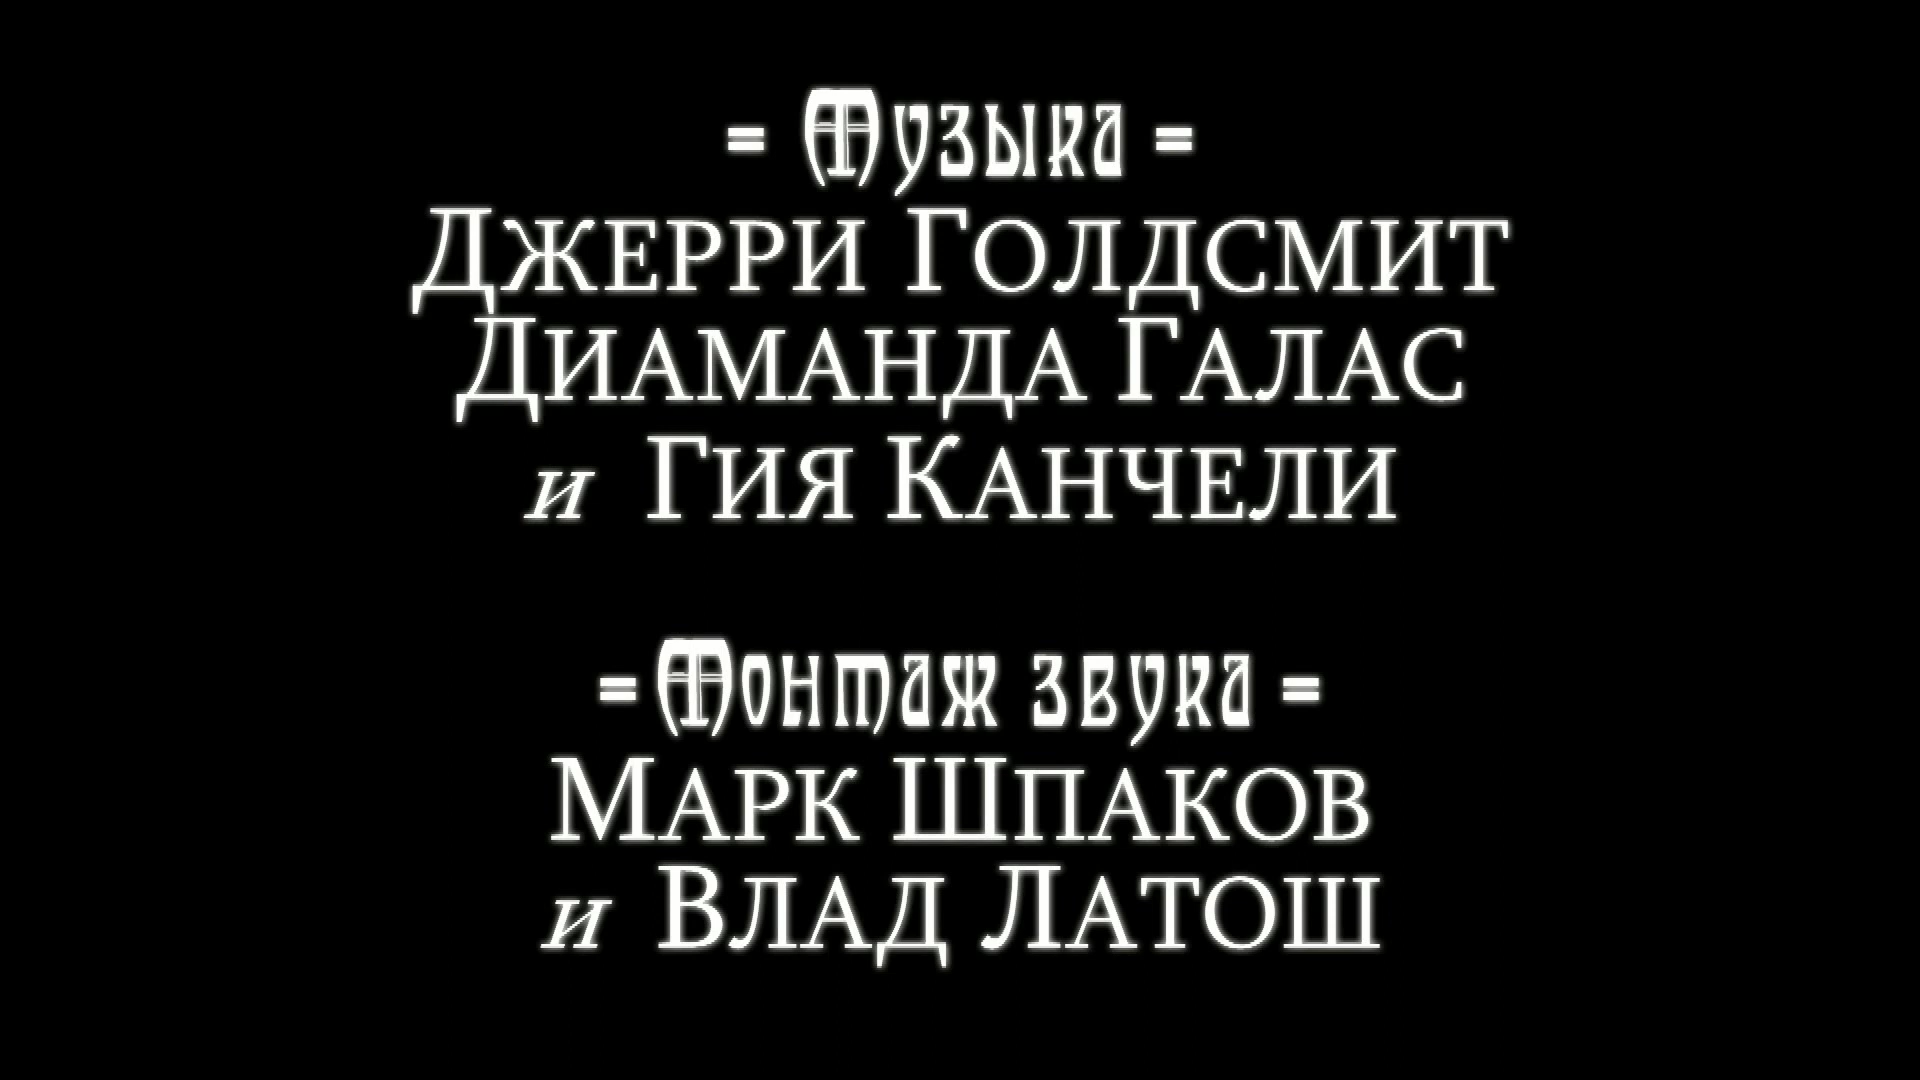 = Музыка =
Джерри Голдсмит
Диаманда Галас
и Гия Канчели
= Монтаж звука =
Марк Шпаков
и Влад Латош